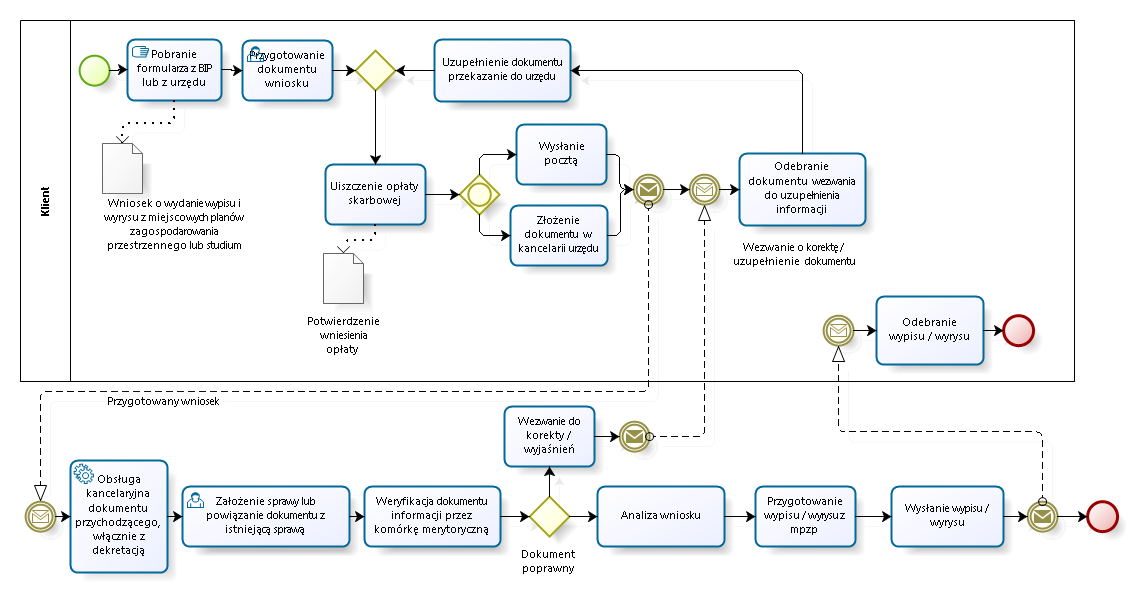 Klient
Pobranie
formularza z BIP
lub z urzędu
Przygotowanie
dokumentu
wniosku
Uzupełnienie dokumentu
przekazanie do urzędu
Wniosek o wydanie wypisu i
wyrysu z miejscowych planów
zagospodarowania
przestrzennego lub studium
Uiszczenie opłaty
skarbowej
Potwierdzenie
wniesienia
opłaty
Wysłanie
pocztą
Złożenie
dokumentu w
kancelarii urzędu
Odebranie
dokumentu wezwania
do uzupełnienia
informacji
Wezwanie o korektę/
uzupełnienie dokumentu
Odebranie
wypisu / wyrysu
Przygotowany wniosek
Wezwanie do
korekty /
wyjaśnień
Obsługa
kancelaryjna
dokumentu
przychodzącego,
włącznie z
dekretacją
Założenie sprawy lub
powiązanie dokumentu z
istniejącą sprawą
Weryfikacja dokumentu
informacji przez
komórkę merytoryczną
Dokument
poprawny
Analiza wniosku
Przygotowanie
wypisu / wyrysu z
mpzp
Wysłanie wypisu /
wyrysu